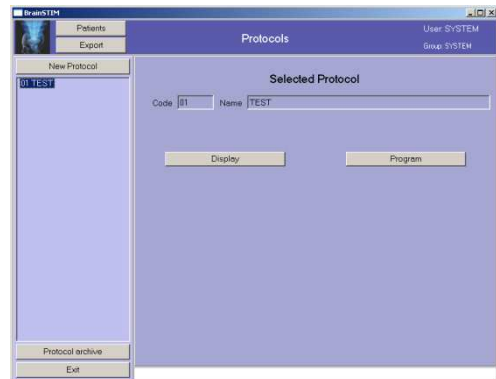 BrainSTIM
Patients
Export
Protocols
User: SYSTEM
Group: SYSTEM
New Protocol
01 TEST
Selected Protocol
Code 01 Name TEST
Display
Program
Protocol archive
Exit